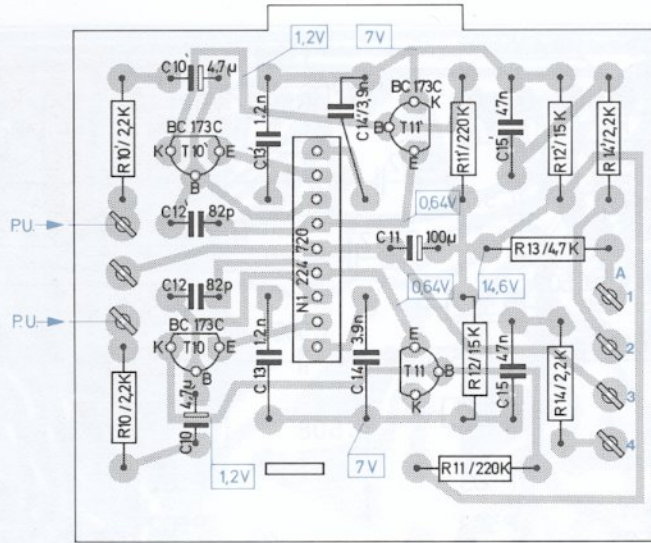 1,2V
7V
C10'
4,7µ
1,2n
C13'
C14'/3,9n
BC 173C
K
B
T11'
E
R11'/220K
47n
C15'
R12'/15K
R14'/2,2K
R10'/2,2K
BC 173C
K
T10'
E
B
P.U.
C12'
82p
0,64V
C11
100µ
R13/4,7K
14,6V
A
1
N1 224 720
C12
82p
0,64V
P.U.
BC 173C
K
T10
E
B
1,2n
C13
3,9n
C14
E
T11
B
K
R12/15K
47n
C15
R14/2,2K
2
3
4
R10/2,2K
4,7µ
C10
1,2V
7V
R11/220K